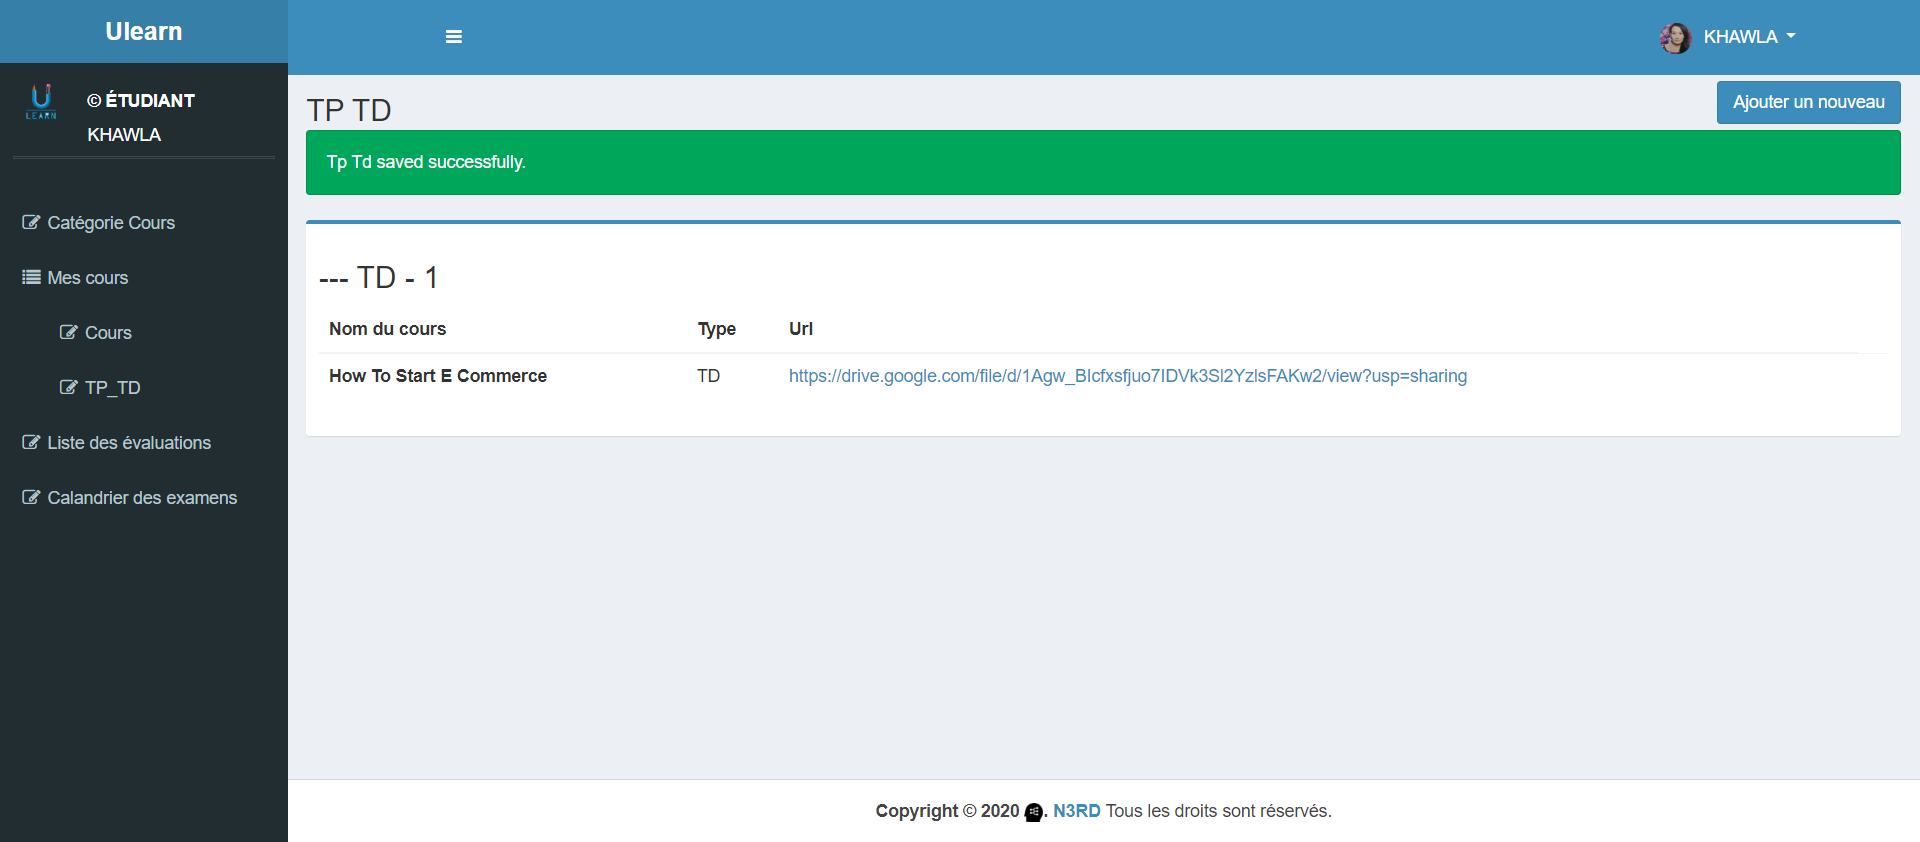 Ulearn
KHAWLA
LEARN
© ÉTUDIANT
KHAWLA
Catégorie Cours
Mes cours
Cours
TP_TD
Liste des évaluations
Calandrier des examens
TP TD
Ajouter un nouveau
Tp Td saved successfully.
--- TD - 1
Nom du cours Type Url
How To Start E Commerce TD https://drive.google.com/file/d/1Agw_BIcfxsfjuo7IDVk3Sl2YzlsFAKw2/view?usp=sharing
Copyright © 2020 . N3RD Tous les droits sont réservés.